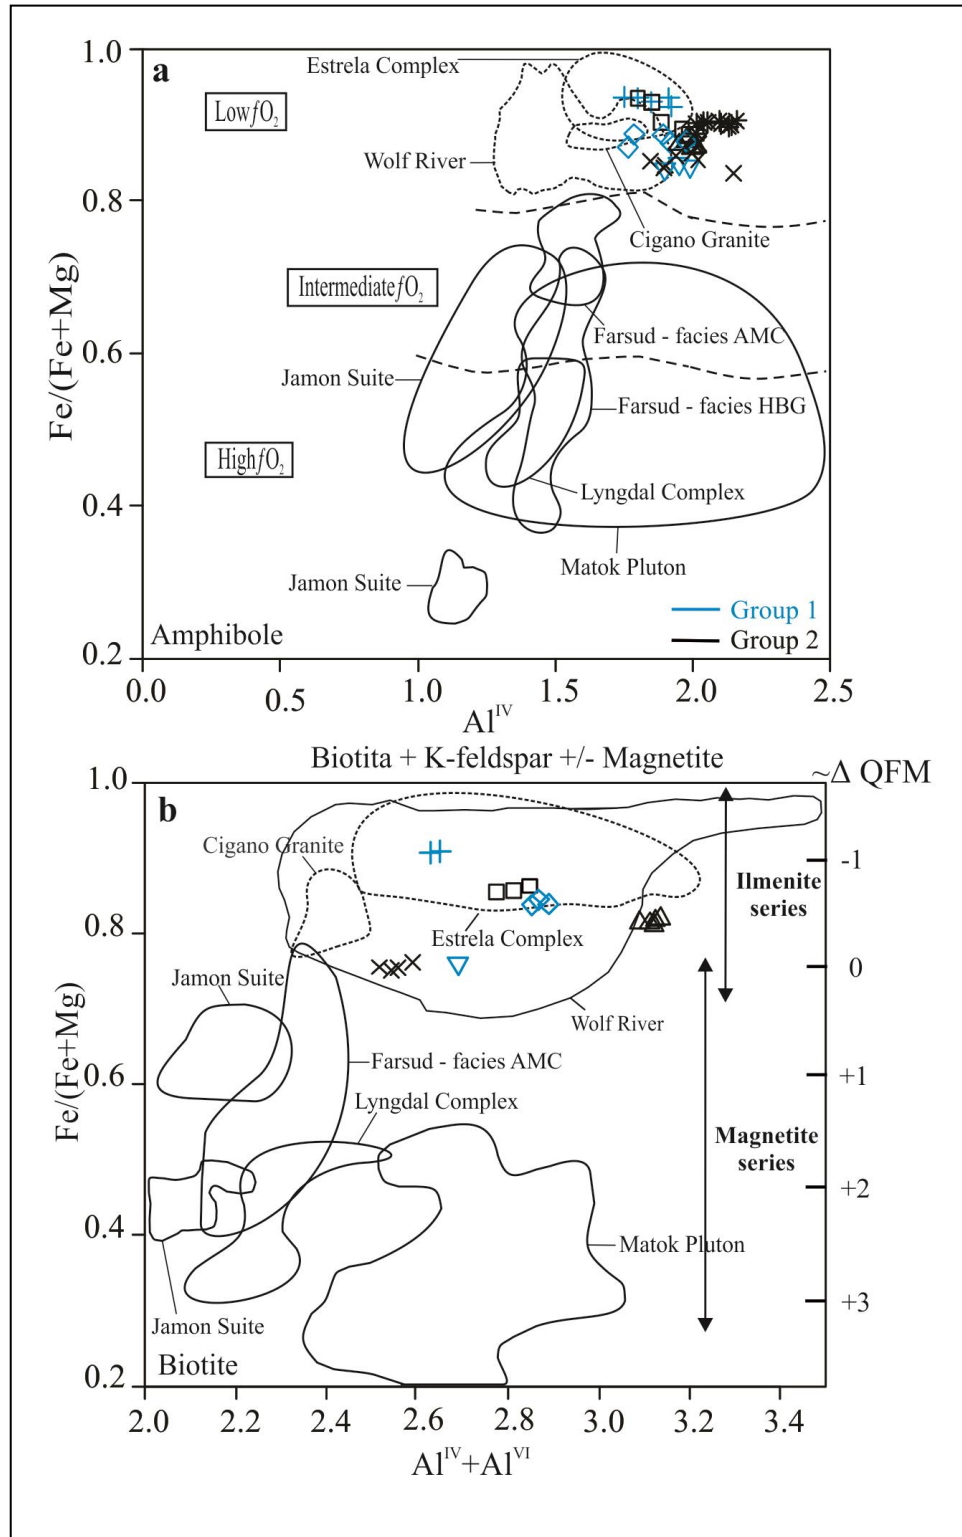 a
1.0
0.8
0.6
0.4
0.2
Fe/(Fe+Mg)
Estrela Complex
Low ƒO₂
Wolf River
Cigano Granite
Intermediate ƒO₂
Farsud - facies AMC
Jamon Suite
Farsud - facies HBG
High ƒO₂
Lyngdal Complex
Matok Pluton
Jamon Suite
Group 1
Group 2
Amphibole
0.0 0.5 1.0 1.5 2.0 2.5
Alᴵⱽ
Biotita + K-feldspar +/- Magnetite
~Δ QFM
b
1.0
0.8
0.6
0.4
0.2
Fe/(Fe+Mg)
Cigano Granite
Estrela Complex
Ilmenite
series
Jamon Suite
Wolf River
Farsud - facies AMC
Lyngdal Complex
Magnetite
series
Matok Pluton
Jamon Suite
Biotite
-1
0
+1
+2
+3
2.0 2.2 2.4 2.6 2.8 3.0 3.2 3.4
Alᴵⱽ+Alⱽᴵ